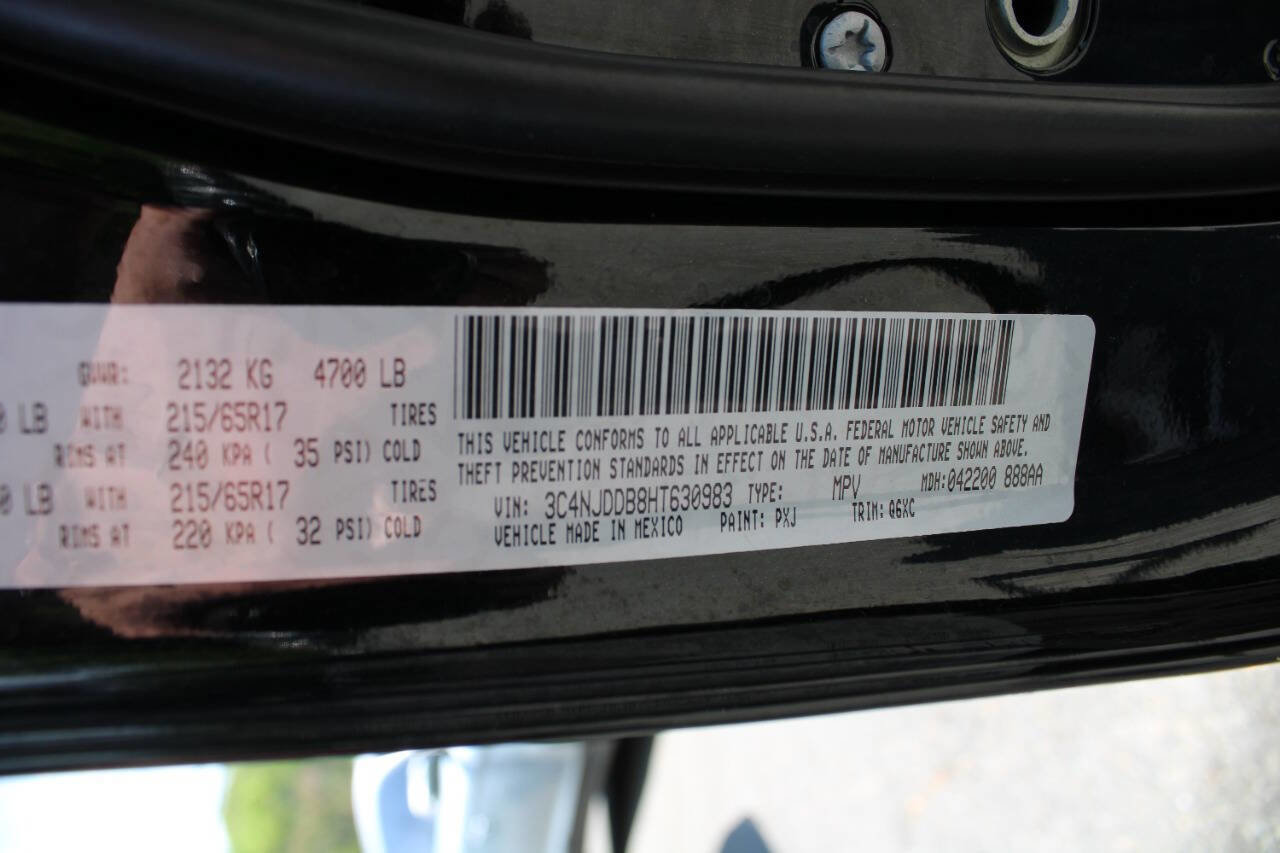 GVWR: 2132 KG 4700 LB
LB WITH 215/65R17 TIRES
RIMS AT 240 KPA ( 35 PSI) COLD
LB WITH 215/65R17 TIRES
RIMS AT 220 KPA ( 32 PSI) COLD
THIS VEHICLE CONFORMS TO ALL APPLICABLE U.S.A. FEDERAL MOTOR VEHICLE SAFETY AND
THEFT PREVENTION STANDARDS IN EFFECT ON THE DATE OF MANUFACTURE SHOWN ABOVE.
VIN: 3C4NJDDB8HT630983 TYPE: MPV MDH:042200 888AA
VEHICLE MADE IN MEXICO PAINT: PXJ TRIM: Q6XC